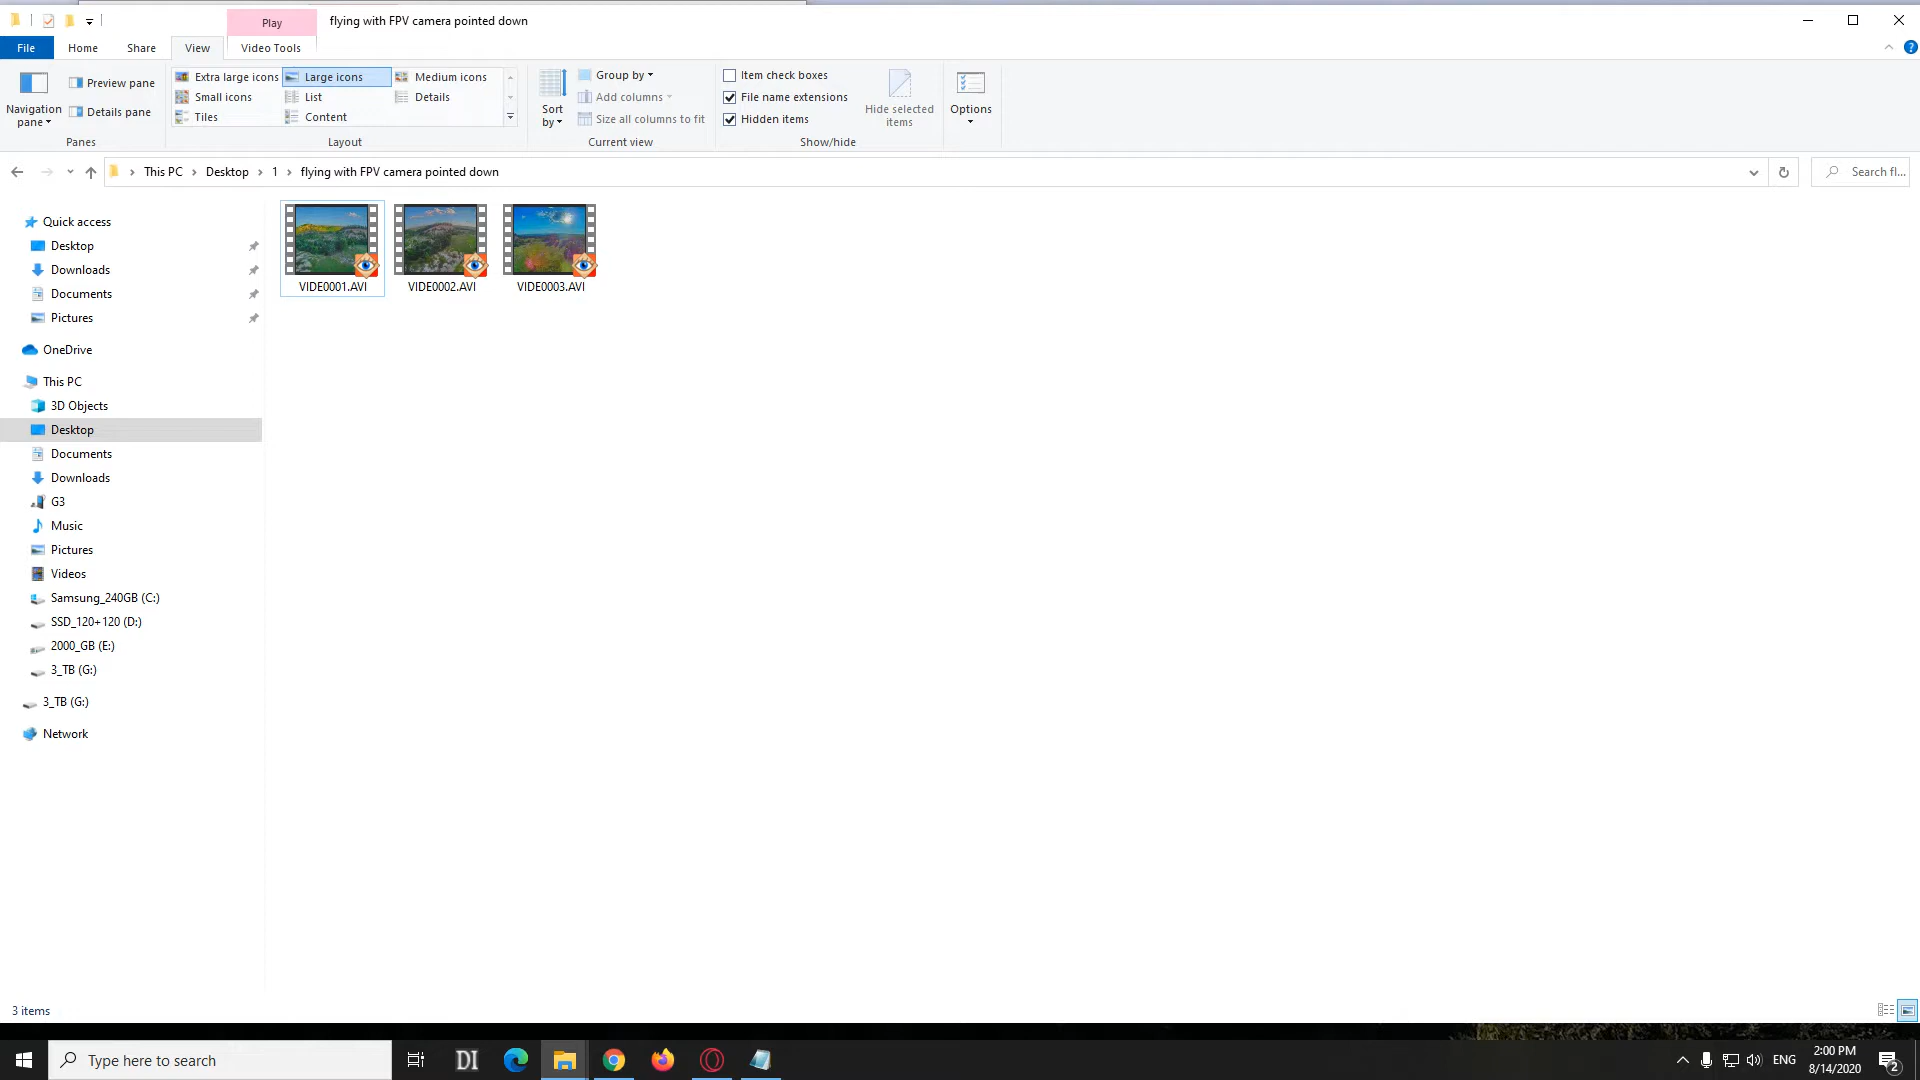 Play
flying with FPV camera pointed down
File
Home
Share
View
Video Tools
Navigation pane
Preview pane
Details pane
Panes
Extra large icons
Large icons
Medium icons
Small icons
List
Details
Tiles
Content
Layout
Sort by
Group by
Add columns
Size all columns to fit
Current view
Item check boxes
File name extensions
Hidden items
Hide selected items
Show/hide
Options
This PC > Desktop > 1 > flying with FPV camera pointed down
Search fl...
Quick access
Desktop
Downloads
Documents
Pictures
OneDrive
This PC
3D Objects
Desktop
Documents
Downloads
G3
Music
Pictures
Videos
Samsung_240GB (C:)
SSD_120+120 (D:)
2000_GB (E:)
3_TB (G:)
3_TB (G:)
Network
VIDE0001.AVI
VIDE0002.AVI
VIDE0003.AVI
3 items
Type here to search
DI
ENG
2:00 PM
8/14/2020
2